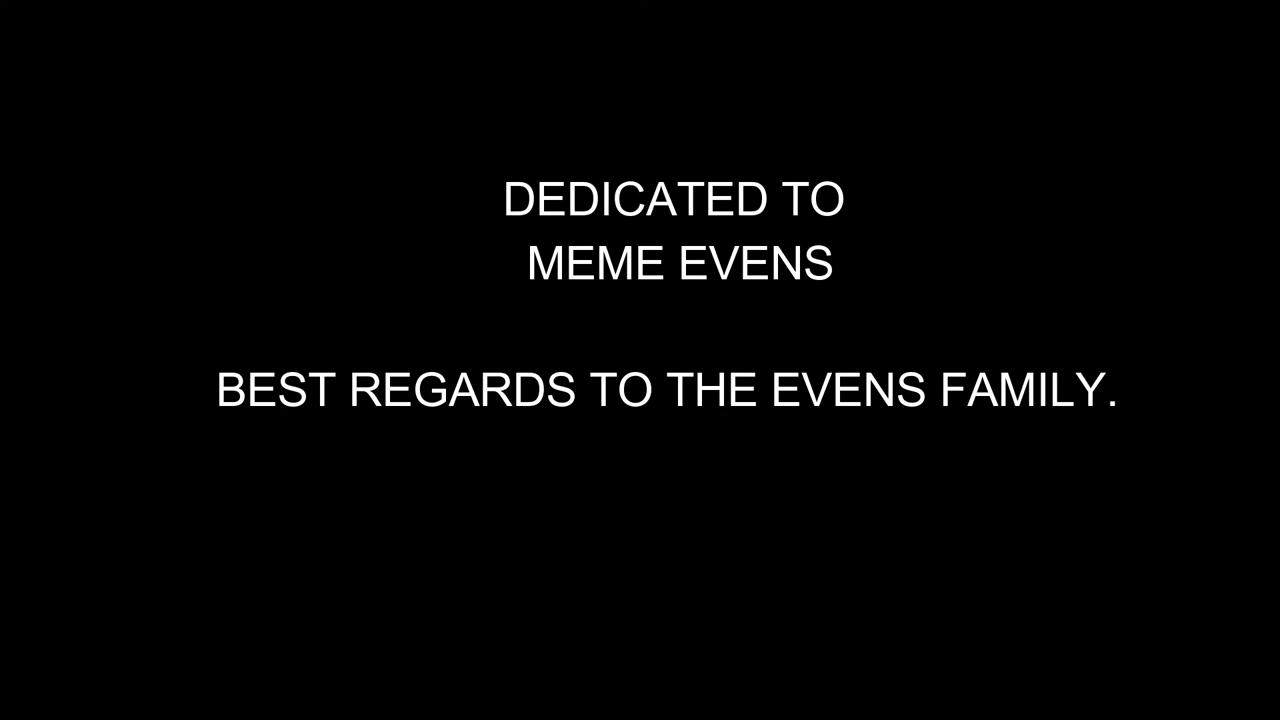 DEDICATED TO
MEME EVENS
BEST REGARDS TO THE EVENS FAMILY.